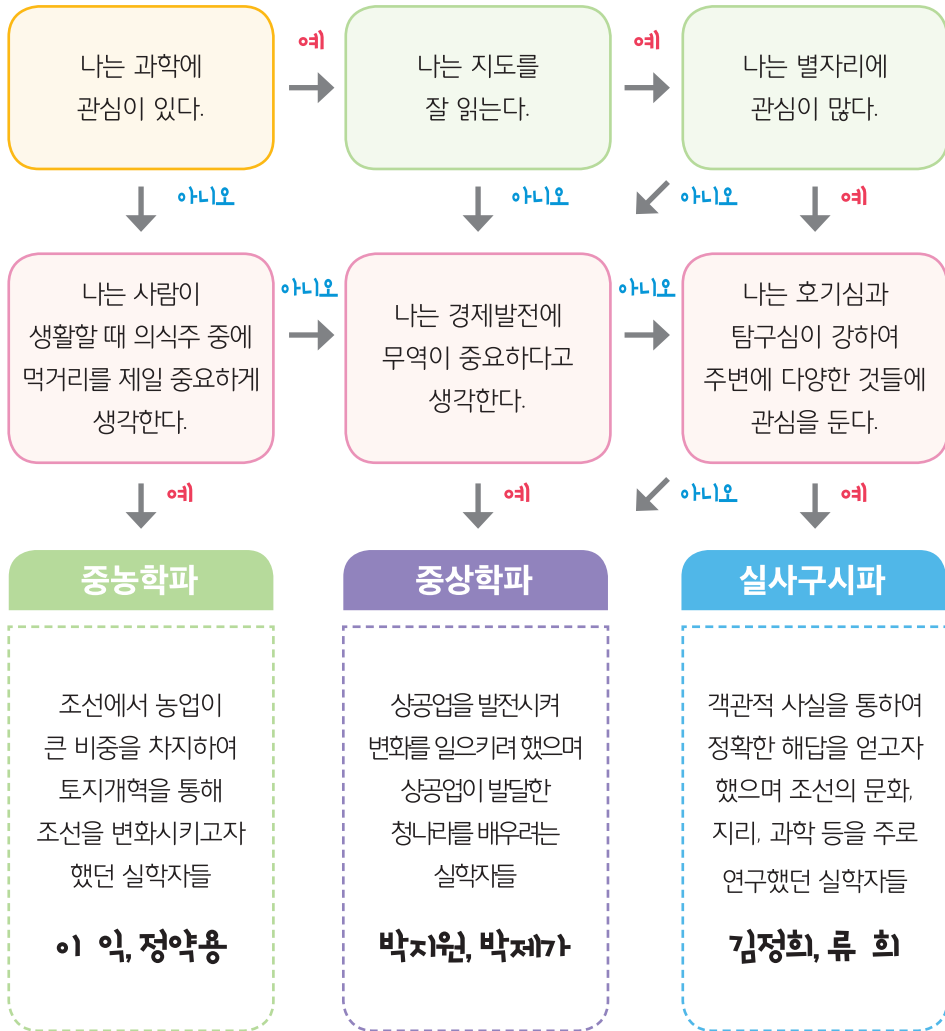 나는 과학에
관심이 있다.
예
나는 지도를
잘 읽는다.
예
나는 별자리에
관심이 많다.
아니오
아니오
아니오
예
나는 사람이
생활할 때 의식주 중에
먹거리를 제일 중요하게
생각한다.
아니오
나는 경제발전에
무역이 중요하다고
생각한다.
아니오
나는 호기심과
탐구심이 강하여
주변에 다양한 것들에
관심을 둔다.
예
예
아니오
예
중농학파
조선에서 농업이
큰 비중을 차지하여
토지개혁을 통해
조선을 변화시키고자
했던 실학자들
이 익, 정약용
중상학파
상공업을 발전시켜
변화를 일으키려 했으며
상공업이 발달한
청나라를 배우려는
실학자들
박지원, 박제가
실사구시파
객관적 사실을 통하여
정확한 해답을 얻고자
했으며 조선의 문화,
지리, 과학 등을 주로
연구했던 실학자들
김정희, 류 희